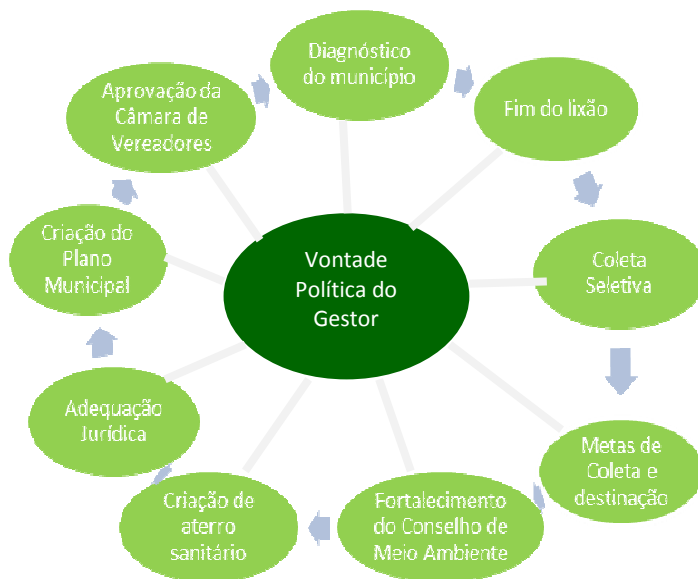 Diagnóstico
do município
Fim do lixão
Coleta
Seletiva
Metas de
Coleta e
destinação
Fortalecimento
do Conselho de
Meio Ambiente
Criação de
aterro
sanitário
Adequação
Jurídica
Criação do
Plano
Municipal
Aprovação da
Câmara de
Vereadores
Vontade
Política do
Gestor